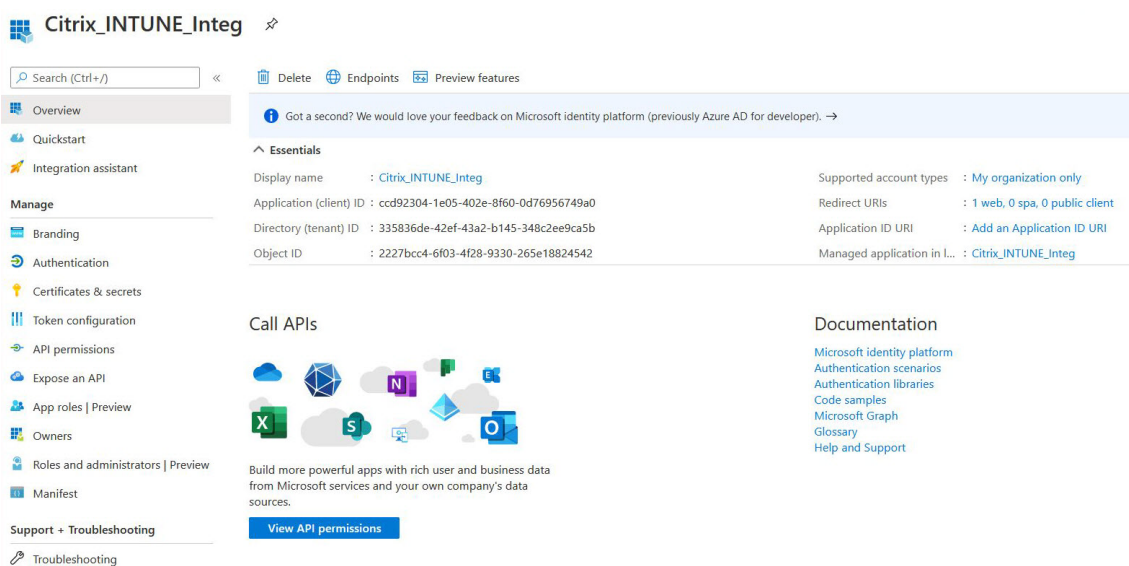 Citrix_INTUNE_Integ
Search (Ctrl+/)
«
Overview
Quickstart
Integration assistant
Manage
Branding
Authentication
Certificates & secrets
Token configuration
API permissions
Expose an API
App roles | Preview
Owners
Roles and administrators | Preview
Manifest
Support + Troubleshooting
Troubleshooting
Delete Endpoints Preview features
Got a second? We would love your feedback on Microsoft identity platform (previously Azure AD for developer). →
Essentials
Display name : Citrix_INTUNE_Integ
Application (client) ID : ccd92304-1e05-402e-8f60-0d76956749a0
Directory (tenant) ID : 335836de-42ef-43a2-b145-348c2ee9ca5b
Object ID : 2227bcc4-6f03-4f28-9330-265e18824542
Supported account types : My organization only
Redirect URIs : 1 web, 0 spa, 0 public client
Application ID URI : Add an Application ID URI
Managed application in l... : Citrix_INTUNE_Integ
Call APIs
N
E
X
S
O
Build more powerful apps with rich user and business data
from Microsoft services and your own company's data
sources.
View API permissions
Documentation
Microsoft identity platform
Authentication scenarios
Authentication libraries
Code samples
Microsoft Graph
Glossary
Help and Support